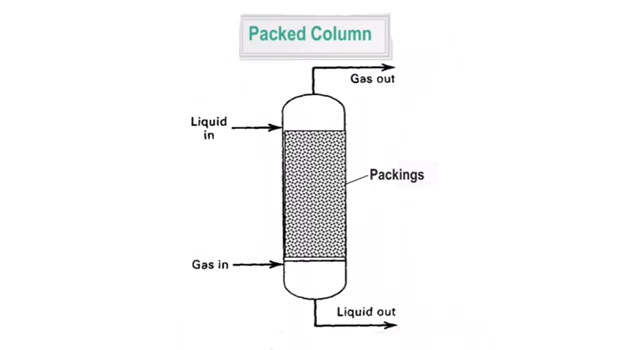 Packed Column
Gas out
Liquid
in
Packings
Gas in
Liquid out